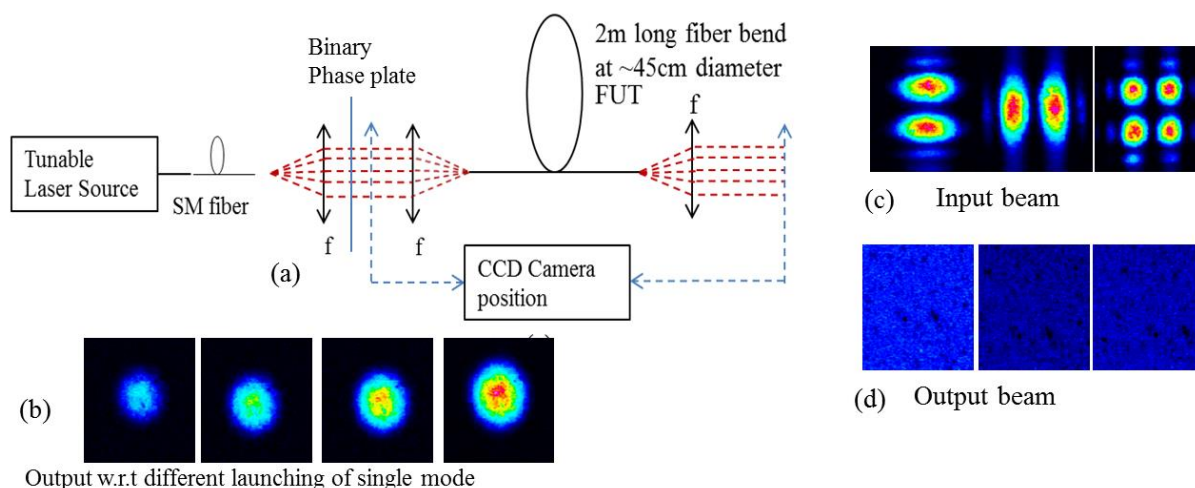 Binary
Phase plate
2m long fiber bend
at ~45cm diameter
FUT
f
Tunable
Laser Source
SM fiber
f
f
(a)
CCD Camera
position
(c) Input beam
(b)
(d) Output beam
Output w.r.t different launching of single mode